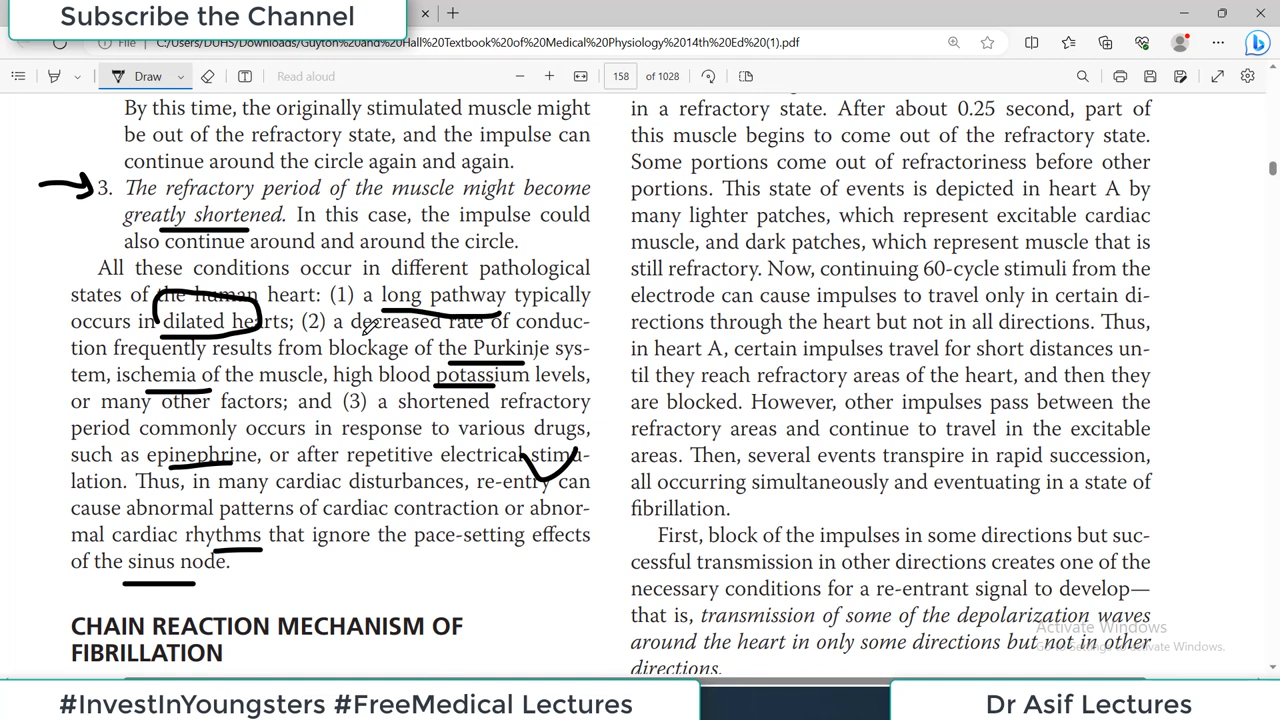 Subscribe the Channel
File
C:/Users/DUHS/Downloads/Guyton%20and%20Hall%20Textbook%20of%20Medical%20Physiology%2014th%20Ed%20(1).pdf
Draw
Read aloud
158 of 1028
By this time, the originally stimulated muscle might
be out of the refractory state, and the impulse can
continue around the circle again and again.
3. The refractory period of the muscle might become
greatly shortened. In this case, the impulse could
also continue around and around the circle.
All these conditions occur in different pathological
states of the human heart: (1) a long pathway typically
occurs in dilated hearts; (2) a decreased rate of conduc-
tion frequently results from blockage of the Purkinje sys-
tem, ischemia of the muscle, high blood potassium levels,
or many other factors; and (3) a shortened refractory
period commonly occurs in response to various drugs,
such as epinephrine, or after repetitive electrical stimu-
lation. Thus, in many cardiac disturbances, re-entry can
cause abnormal patterns of cardiac contraction or abnor-
mal cardiac rhythms that ignore the pace-setting effects
of the sinus node.
CHAIN REACTION MECHANISM OF
FIBRILLATION
in a refractory state. After about 0.25 second, part of
this muscle begins to come out of the refractory state.
Some portions come out of refractoriness before other
portions. This state of events is depicted in heart A by
many lighter patches, which represent excitable cardiac
muscle, and dark patches, which represent muscle that is
still refractory. Now, continuing 60-cycle stimuli from the
electrode can cause impulses to travel only in certain di-
rections through the heart but not in all directions. Thus,
in heart A, certain impulses travel for short distances un-
til they reach refractory areas of the heart, and then they
are blocked. However, other impulses pass between the
refractory areas and continue to travel in the excitable
areas. Then, several events transpire in rapid succession,
all occurring simultaneously and eventuating in a state of
fibrillation.
First, block of the impulses in some directions but suc-
cessful transmission in other directions creates one of the
necessary conditions for a re-entrant signal to develop—
that is, transmission of some of the depolarization waves
around the heart in only some directions but not in other
directions.
Activate Windows
Go to Settings to activate Windows.
#InvestInYoungsters #FreeMedical Lectures
Dr Asif Lectures